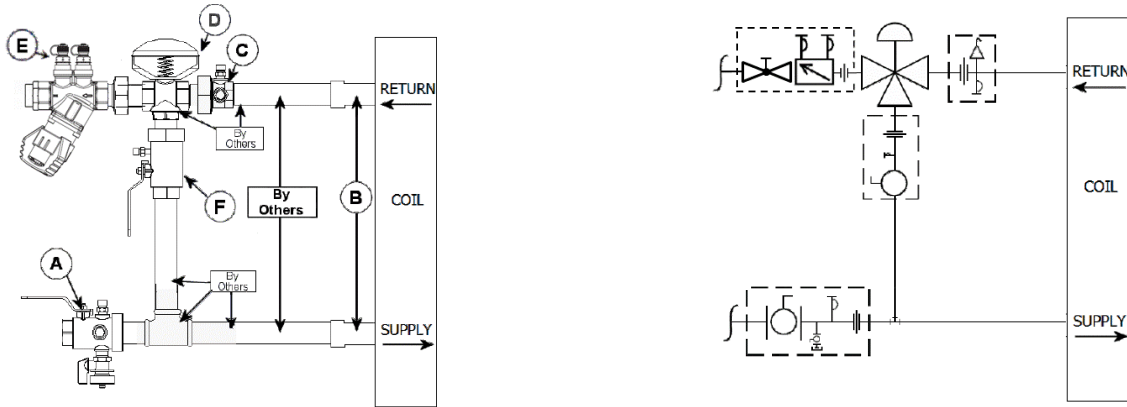 D
E
C
RETURN
By
Others
By
Others
B
COIL
F
A
By
Others
SUPPLY
RETURN
COIL
SUPPLY